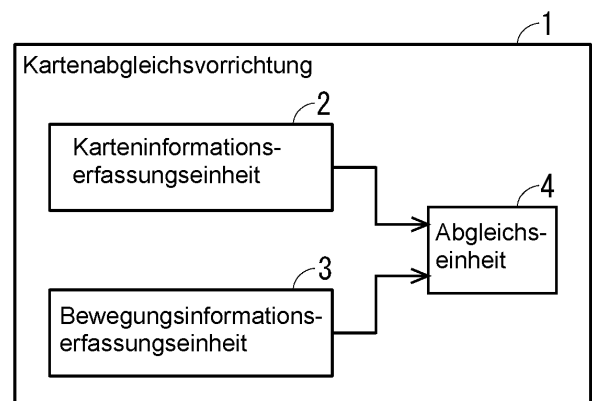 1
Kartenabgleichsvorrichtung
2
Karteninformations-
erfassungseinheit
4
Abgleichs-
einheit
3
Bewegungsinformations-
erfassungseinheit